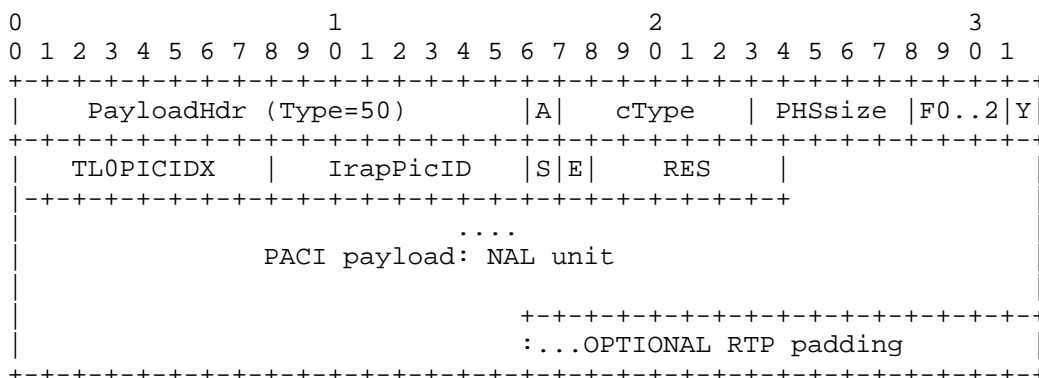 0                   1                   2                   3
0 1 2 3 4 5 6 7 8 9 0 1 2 3 4 5 6 7 8 9 0 1 2 3 4 5 6 7 8 9 0 1
+-+-+-+-+-+-+-+-+-+-+-+-+-+-+-+-+-+-+-+-+-+-+-+-+-+-+-+-+-+-+-+-+
|    PayloadHdr (Type=50)       |A|   cType   | PHSsize |F0..2|Y|
+-+-+-+-+-+-+-+-+-+-+-+-+-+-+-+-+-+-+-+-+-+-+-+-+-+-+-+-+-+-+-+-+
|   TL0PICIDX   |   IrapPicID   |S|E|    RES    |               |
|-+-+-+-+-+-+-+-+-+-+-+-+-+-+-+-+-+-+-+-+-+-+-+-+               |
|                           ....                                |
|               PACI payload: NAL unit                          |
|                                                               |
|                               +-+-+-+-+-+-+-+-+-+-+-+-+-+-+-+-+
|                               :...OPTIONAL RTP padding        |
+-+-+-+-+-+-+-+-+-+-+-+-+-+-+-+-+-+-+-+-+-+-+-+-+-+-+-+-+-+-+-+-+